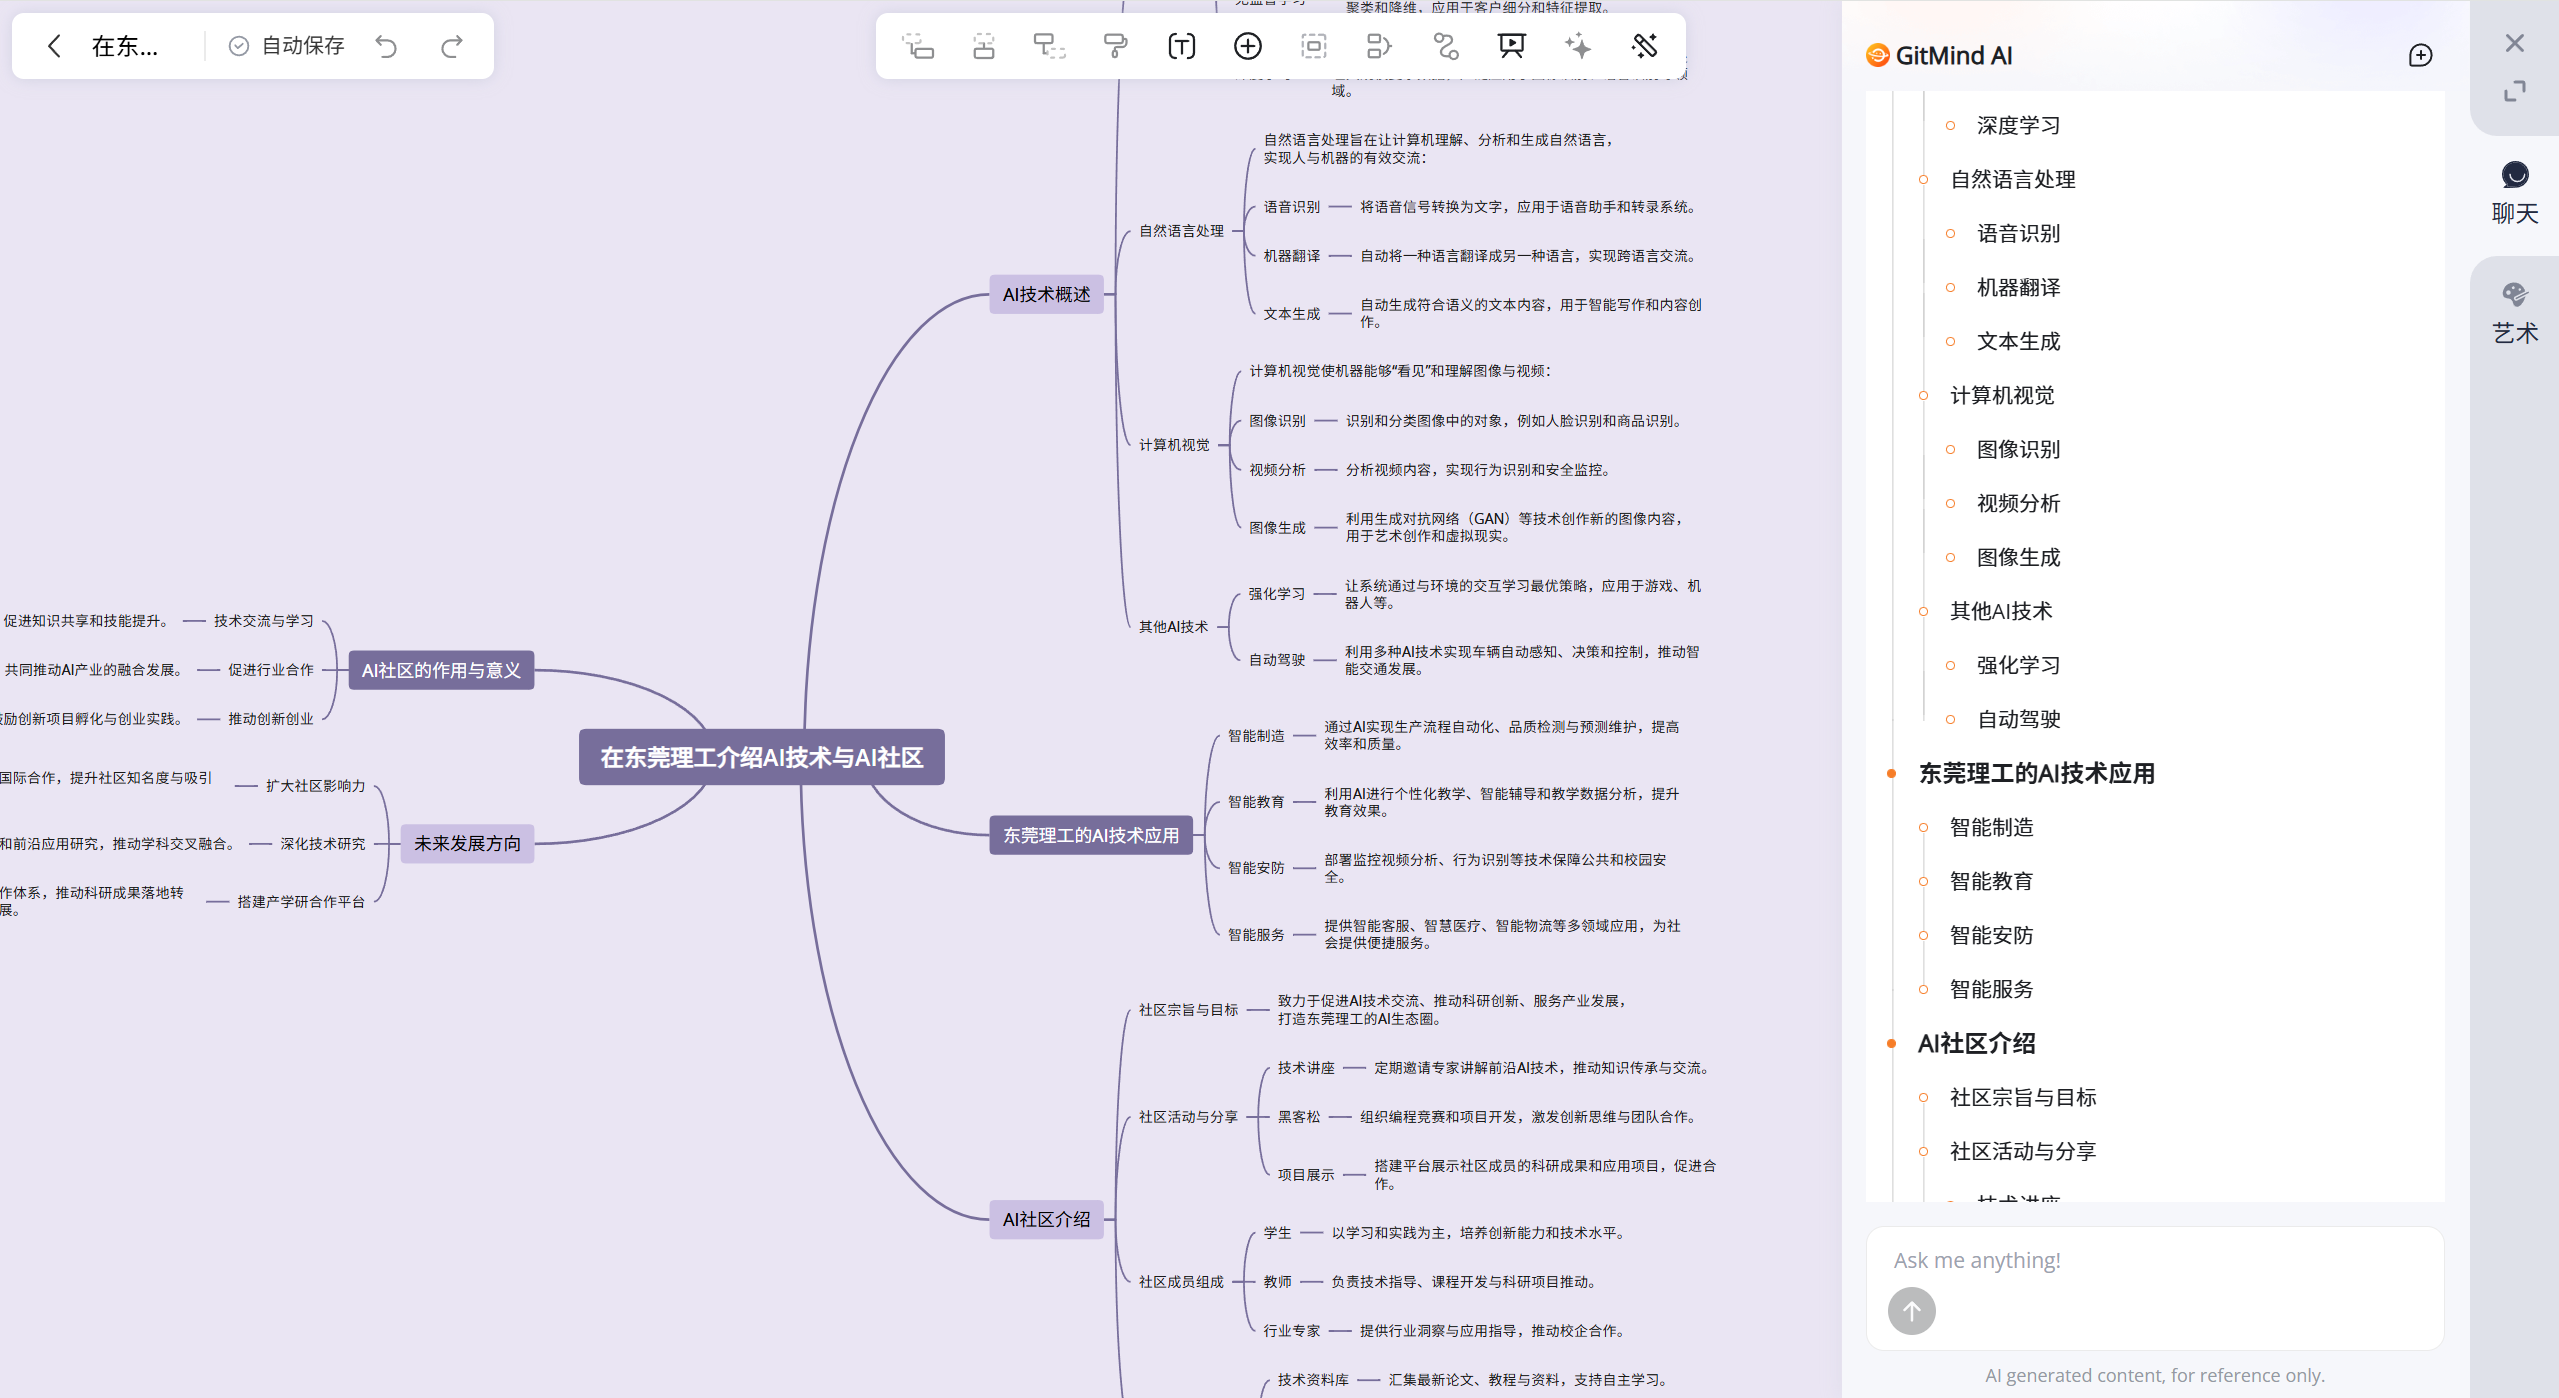 在东...
自动保存
聚类和降维，应用于客户细分和特征提取。
域。
自然语言处理旨在让计算机理解、分析和生成自然语言，
实现人与机器的有效交流：
语音识别
将语音信号转换为文字，应用于语音助手和转录系统。
自然语言处理
机器翻译
自动将一种语言翻译成另一种语言，实现跨语言交流。
文本生成
自动生成符合语义的文本内容，用于智能写作和内容创
作。
AI技术概述
计算机视觉使机器能够“看见”和理解图像与视频：
图像识别
识别和分类图像中的对象，例如人脸识别和商品识别。
计算机视觉
视频分析
分析视频内容，实现行为识别和安全监控。
图像生成
利用生成对抗网络（GAN）等技术创作新的图像内容，
用于艺术创作和虚拟现实。
强化学习
让系统通过与环境的交互学习最优策略，应用于游戏、机
器人等。
其他AI技术
自动驾驶
利用多种AI技术实现车辆自动感知、决策和控制，推动智
能交通发展。
促进知识共享和技能提升。
技术交流与学习
共同推动AI产业的融合发展。
促进行业合作
AI社区的作用与意义
励创新项目孵化与创业实践。
推动创新创业
在东莞理工介绍AI技术与AI社区
国际合作，提升社区知名度与吸引
扩大社区影响力
和前沿应用研究，推动学科交叉融合。
深化技术研究
未来发展方向
作体系，推动科研成果落地转
展。
搭建产学研合作平台
智能制造
通过AI实现生产流程自动化、品质检测与预测维护，提高
效率和质量。
智能教育
利用AI进行个性化教学、智能辅导和教学数据分析，提升
教育效果。
东莞理工的AI技术应用
智能安防
部署监控视频分析、行为识别等技术保障公共和校园安
全。
智能服务
提供智能客服、智慧医疗、智能物流等多领域应用，为社
会提供便捷服务。
社区宗旨与目标
致力于促进AI技术交流、推动科研创新、服务产业发展，
打造东莞理工的AI生态圈。
技术讲座
定期邀请专家讲解前沿AI技术，推动知识传承与交流。
社区活动与分享
黑客松
组织编程竞赛和项目开发，激发创新思维与团队合作。
项目展示
搭建平台展示社区成员的科研成果和应用项目，促进合
作。
AI社区介绍
学生
以学习和实践为主，培养创新能力和技术水平。
社区成员组成
教师
负责技术指导、课程开发与科研项目推动。
行业专家
提供行业洞察与应用指导，推动校企合作。
技术资料库
汇集最新论文、教程与资料，支持自主学习。
GitMind AI
深度学习
自然语言处理
语音识别
机器翻译
文本生成
计算机视觉
图像识别
视频分析
图像生成
其他AI技术
强化学习
自动驾驶
东莞理工的AI技术应用
智能制造
智能教育
智能安防
智能服务
AI社区介绍
社区宗旨与目标
社区活动与分享
技术讲座
Ask me anything!
AI generated content, for reference only.
聊天
艺术